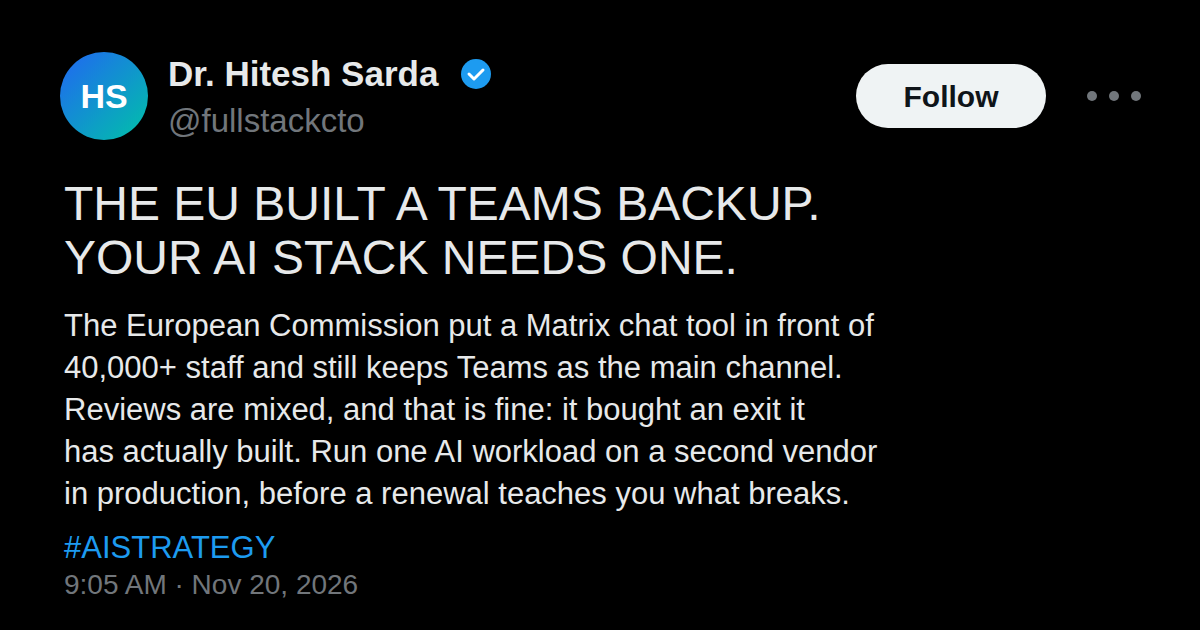 HS
Dr. Hitesh Sarda
@fullstackcto
Follow
THE EU BUILT A TEAMS BACKUP.
YOUR AI STACK NEEDS ONE.
The European Commission put a Matrix chat tool in front of
40,000+ staff and still keeps Teams as the main channel.
Reviews are mixed, and that is fine: it bought an exit it
has actually built. Run one AI workload on a second vendor
in production, before a renewal teaches you what breaks.
#AISTRATEGY
9:05 AM · Nov 20, 2026